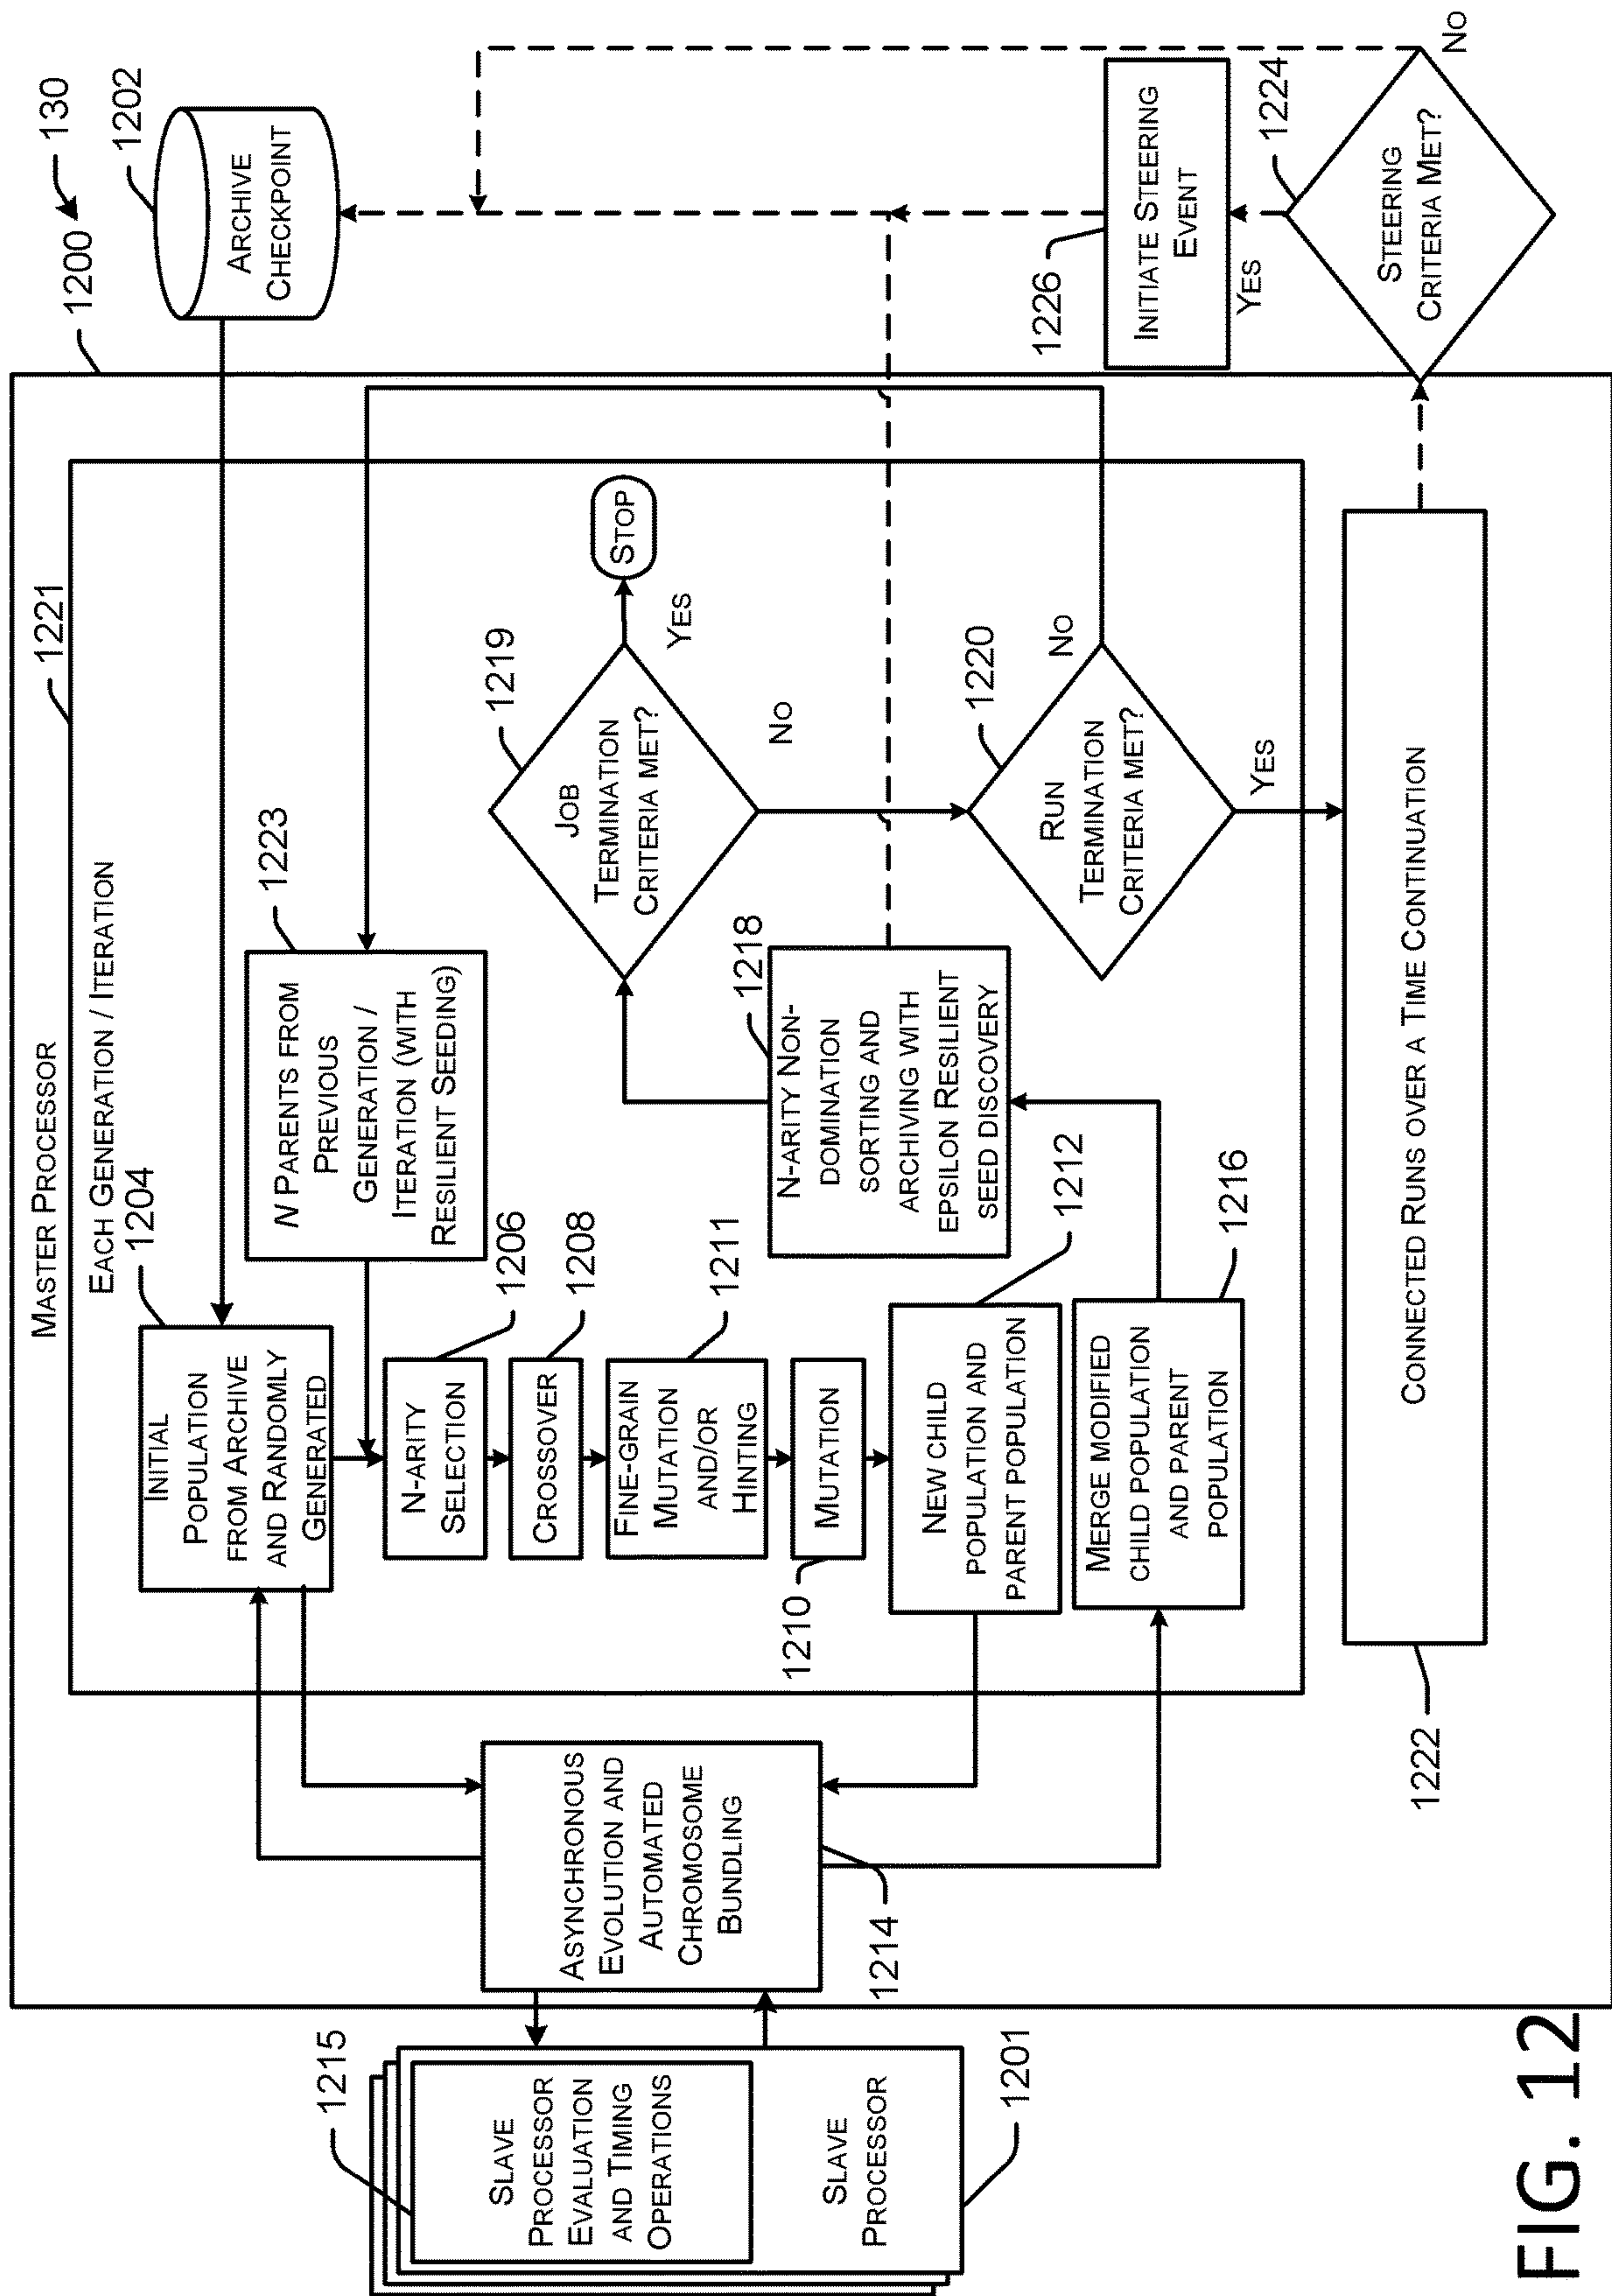 MASTER PROCESSOR
1200
130
1221
EACH GENERATION / ITERATION
1202
ARCHIVE
CHECKPOINT
1204
INITIAL
POPULATION
FROM ARCHIVE
AND RANDOMLY
GENERATED
1223
N PARENTS FROM
PREVIOUS
GENERATION /
ITERATION (WITH
RESILIENT SEEDING)
1206
N-ARITY
SELECTION
1208
CROSSOVER
1211
FINE-GRAIN
MUTATION
AND/OR
HINTING
MUTATION
1210
1212
NEW CHILD
POPULATION AND
PARENT POPULATION
1215
SLAVE
PROCESSOR
EVALUATION
AND TIMING
OPERATIONS
SLAVE
PROCESSOR
1201
ASYNCHRONOUS
EVOLUTION AND
AUTOMATED
CHROMOSOME
BUNDLING
1214
1216
MERGE MODIFIED
CHILD POPULATION
AND PARENT
POPULATION
1218
N-ARITY NON-
DOMINATION
SORTING AND
ARCHIVING WITH
EPSILON RESILIENT
SEED DISCOVERY
1219
JOB
TERMINATION
CRITERIA MET?
YES
STOP
NO
1220
RUN
TERMINATION
CRITERIA MET?
NO
YES
1222
CONNECTED RUNS OVER A TIME CONTINUATION
1224
STEERING
CRITERIA MET?
NO
YES
1226
INITIATE STEERING
EVENT
FIG. 12